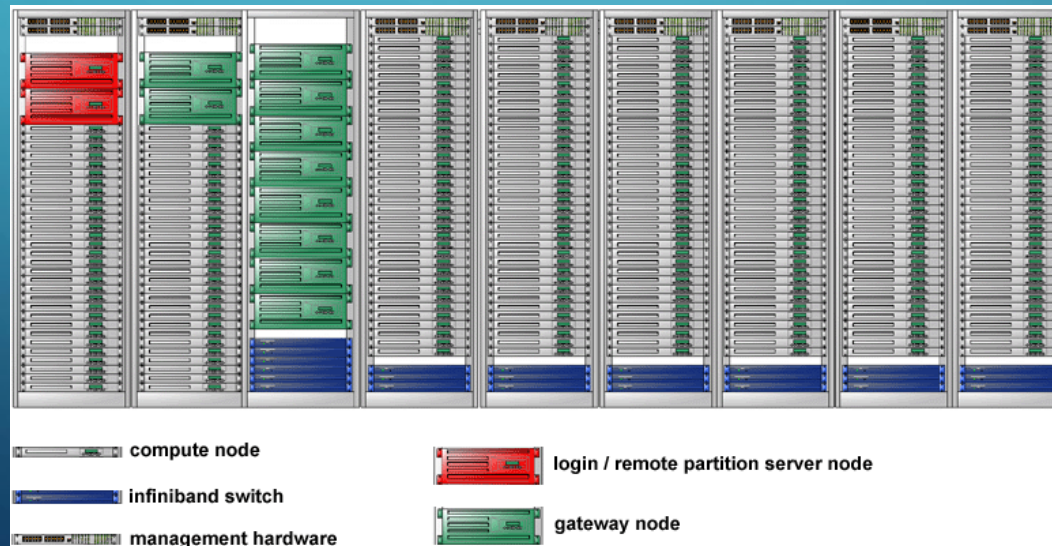 compute node
login / remote partition server node
infiniband switch
gateway node
management hardware